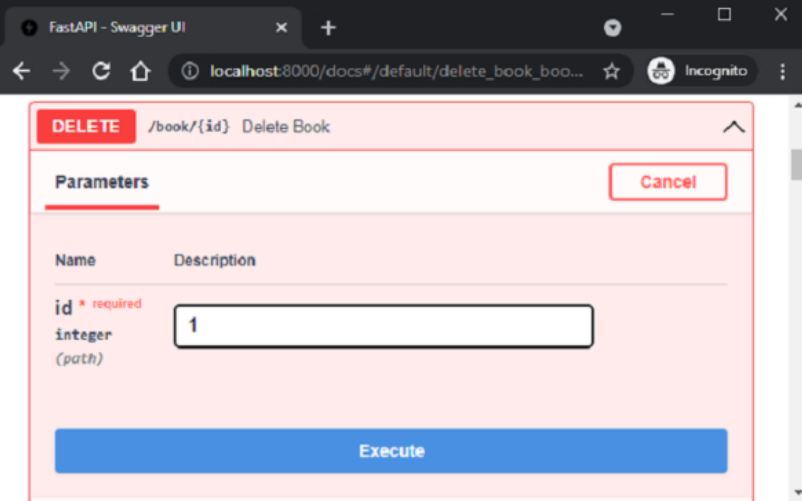 FastAPI - Swagger UI
localhost:8000/docs#/default/delete_book_boo...
Incognito
DELETE /book/{id} Delete Book
Parameters
Cancel
Name Description
id * required
integer
(path)
1
Execute